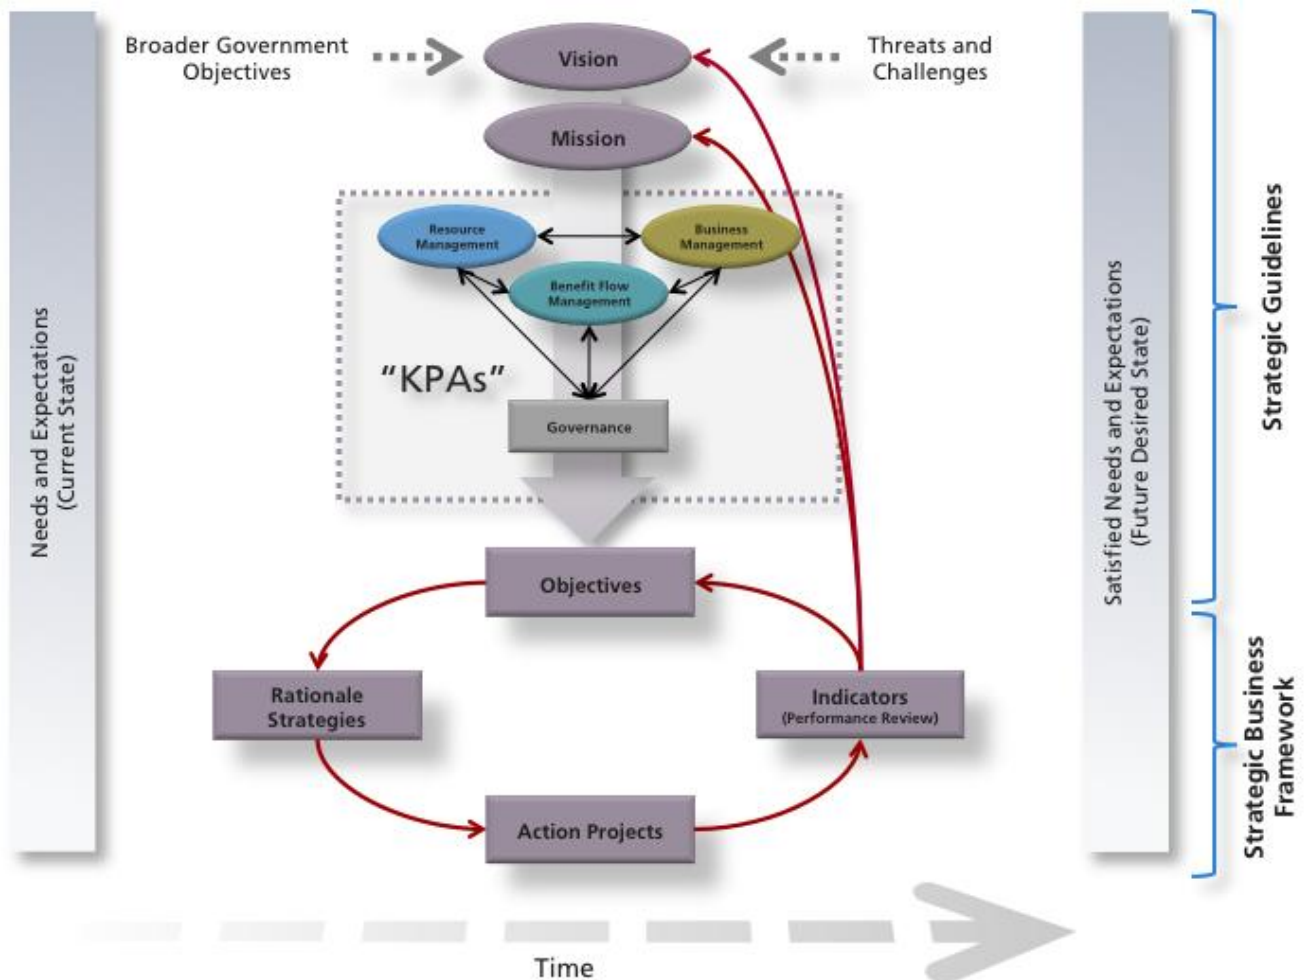 Broader Government
Objectives
Vision
Threats and
Challenges
Mission
Resource
Management
Business
Management
Benefit Flow
Management
“KPAs”
Governance
Objectives
Rationale
Strategies
Indicators
(Performance Review)
Action Projects
Time
Needs and Expectations
(Current State)
Satisfied Needs and Expectations
(Future Desired State)
Strategic Guidelines
Strategic Business
Framework